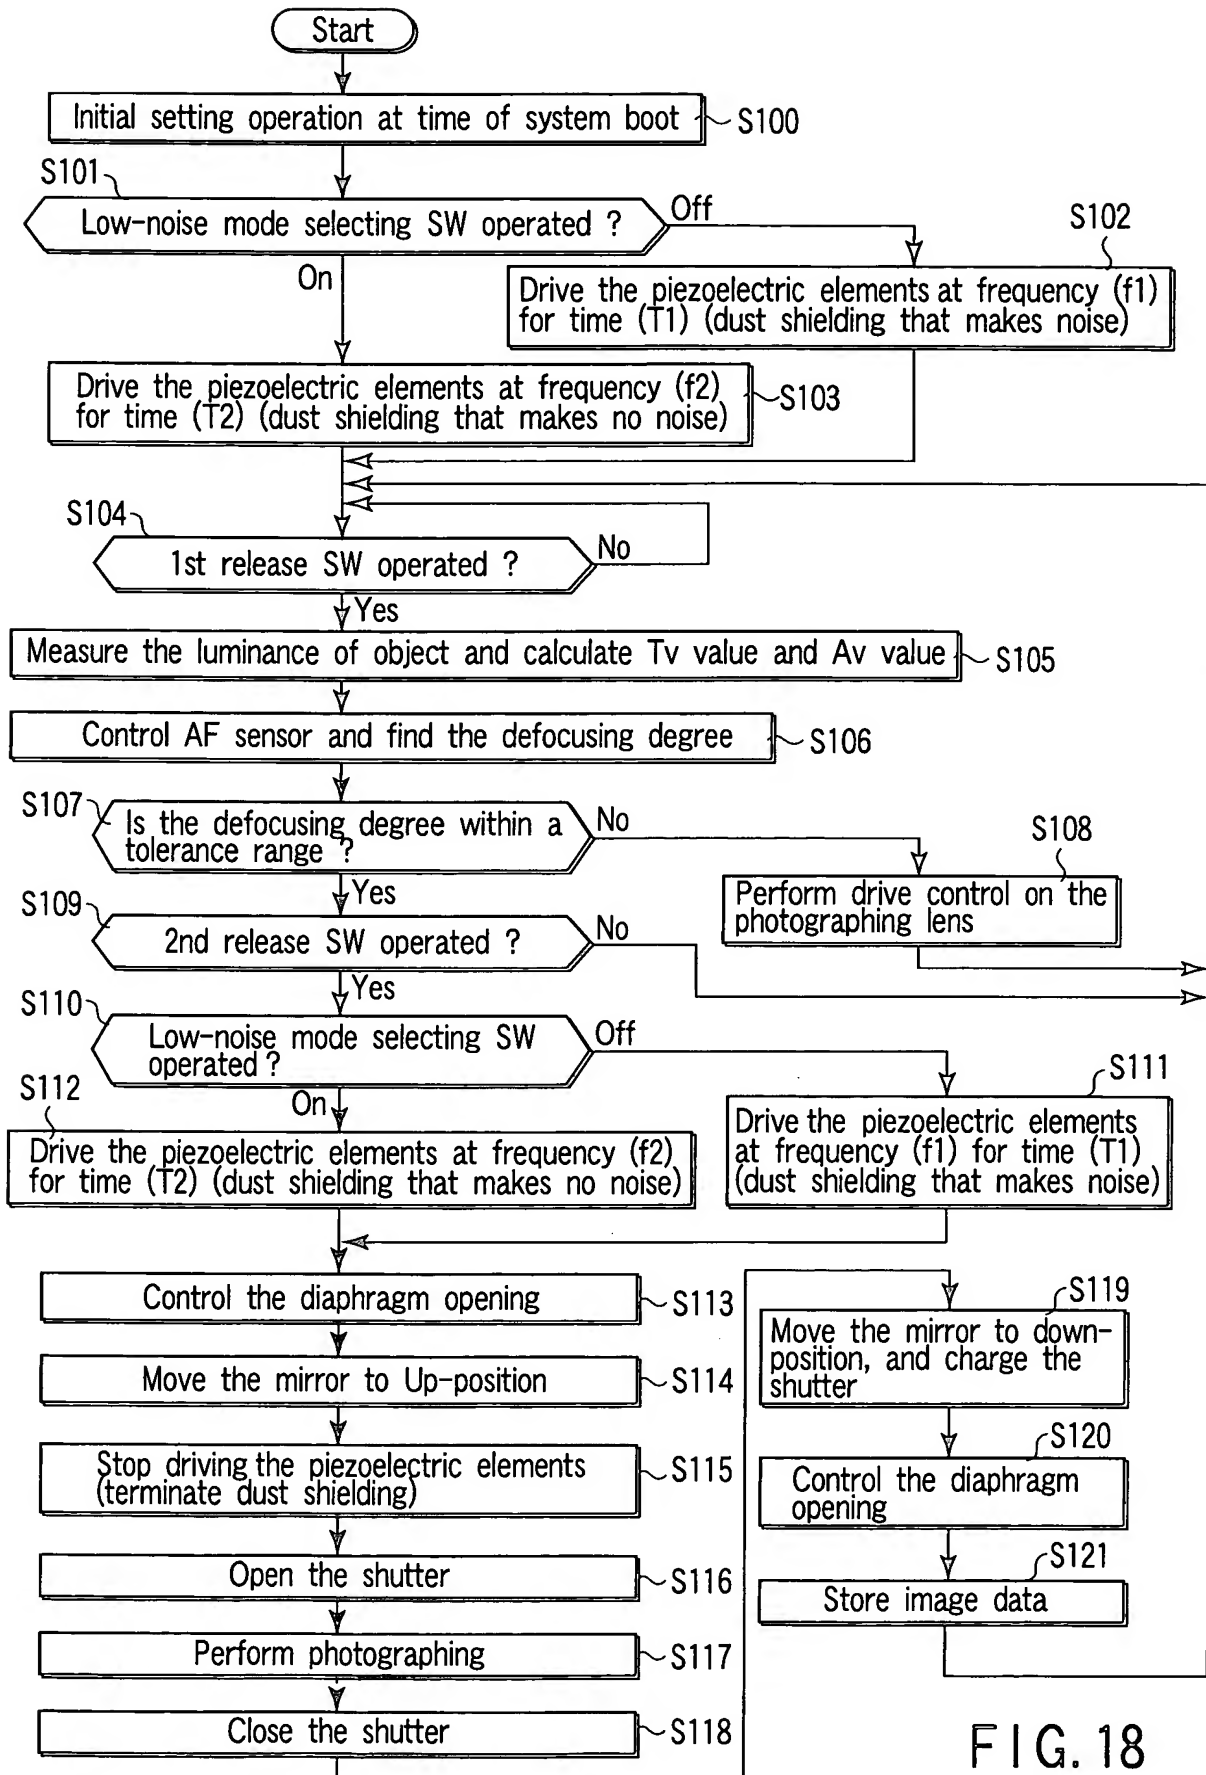 Start
Initial setting operation at time of system boot
S100
S101
Low-noise mode selecting SW operated ?
Off
On
S102
Drive the piezoelectric elements at frequency (f1)
for time (T1) (dust shielding that makes noise)
Drive the piezoelectric elements at frequency (f2)
for time (T2) (dust shielding that makes no noise)
S103
S104
1st release SW operated ?
No
Yes
Measure the luminance of object and calculate Tv value and Av value
S105
Control AF sensor and find the defocusing degree
S106
S107
Is the defocusing degree within a
tolerance range ?
No
Yes
S108
Perform drive control on the
photographing lens
S109
2nd release SW operated ?
No
Yes
S110
Low-noise mode selecting SW
operated ?
Off
On
S111
Drive the piezoelectric elements
at frequency (f1) for time (T1)
(dust shielding that makes noise)
S112
Drive the piezoelectric elements at frequency (f2)
for time (T2) (dust shielding that makes no noise)
Control the diaphragm opening
S113
Move the mirror to Up-position
S114
Stop driving the piezoelectric elements
(terminate dust shielding)
S115
Open the shutter
S116
Perform photographing
S117
Close the shutter
S118
S119
Move the mirror to down-
position, and charge the
shutter
S120
Control the diaphragm
opening
S121
Store image data
FIG. 18